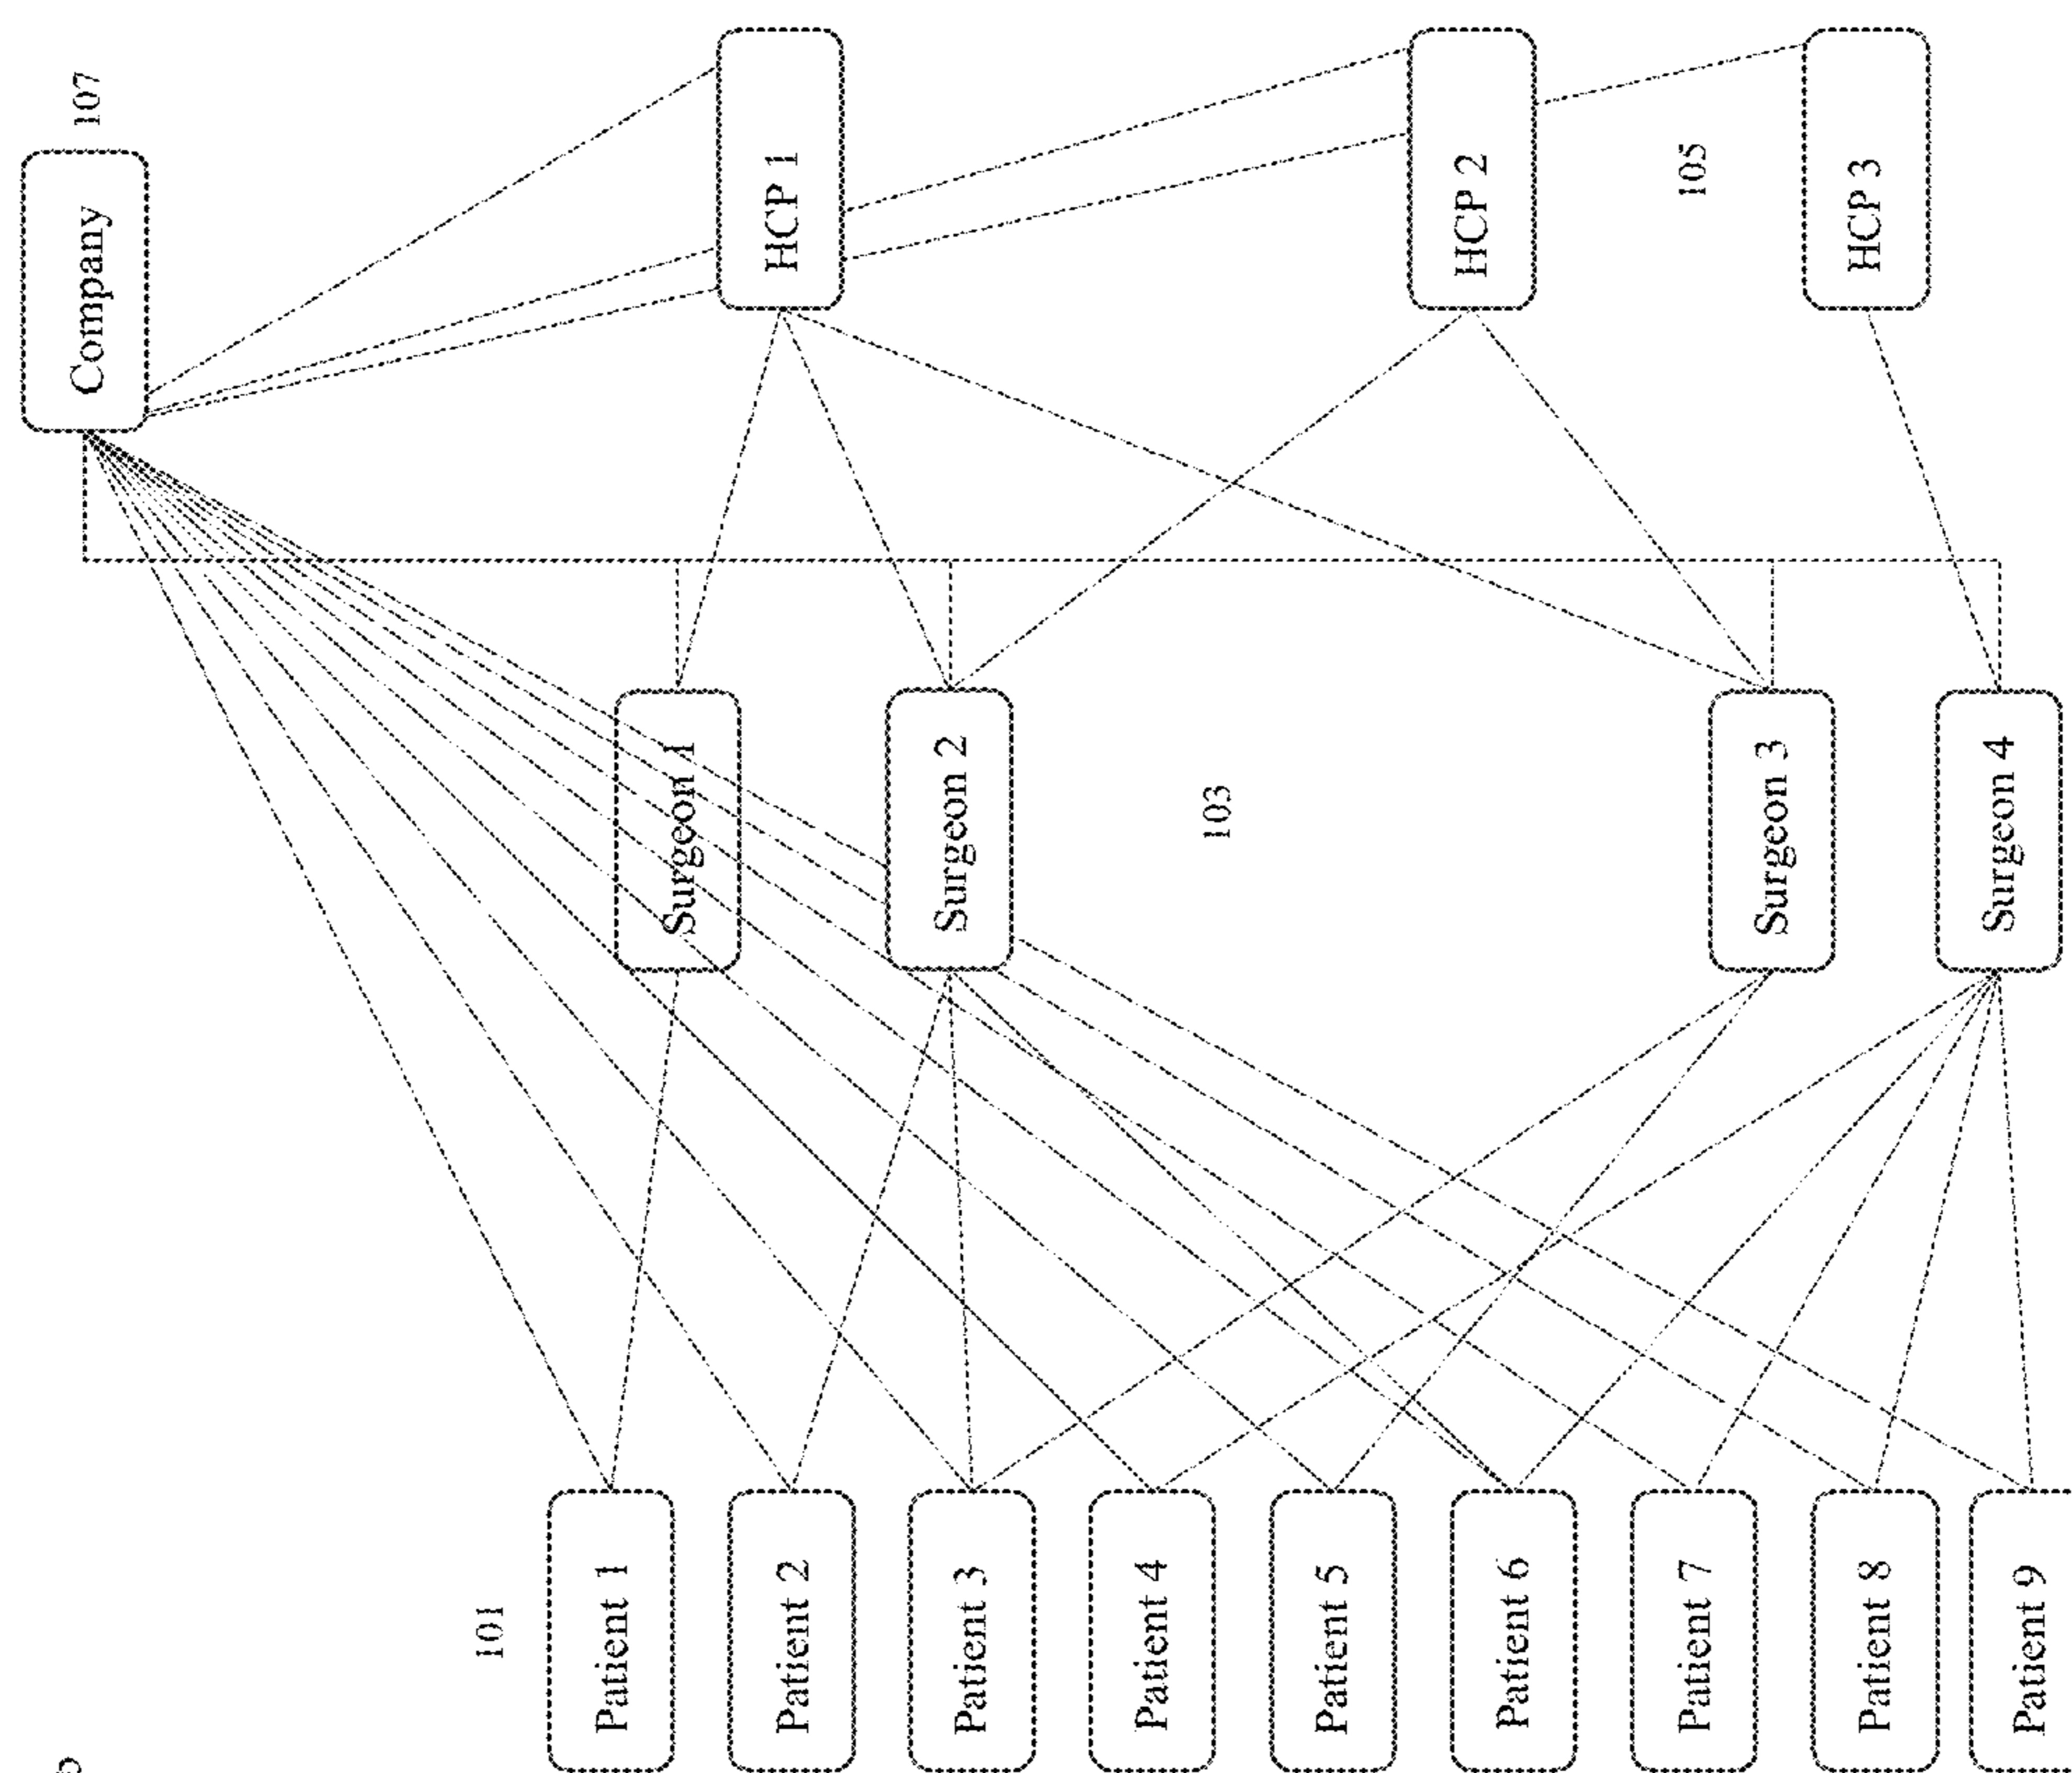 Company
107
HCP 1
HCP 2
105
HCP 3
Surgeon 1
Surgeon 2
103
Surgeon 3
Surgeon 4
101
Patient 1
Patient 2
Patient 3
Patient 4
Patient 5
Patient 6
Patient 7
Patient 8
Patient 9